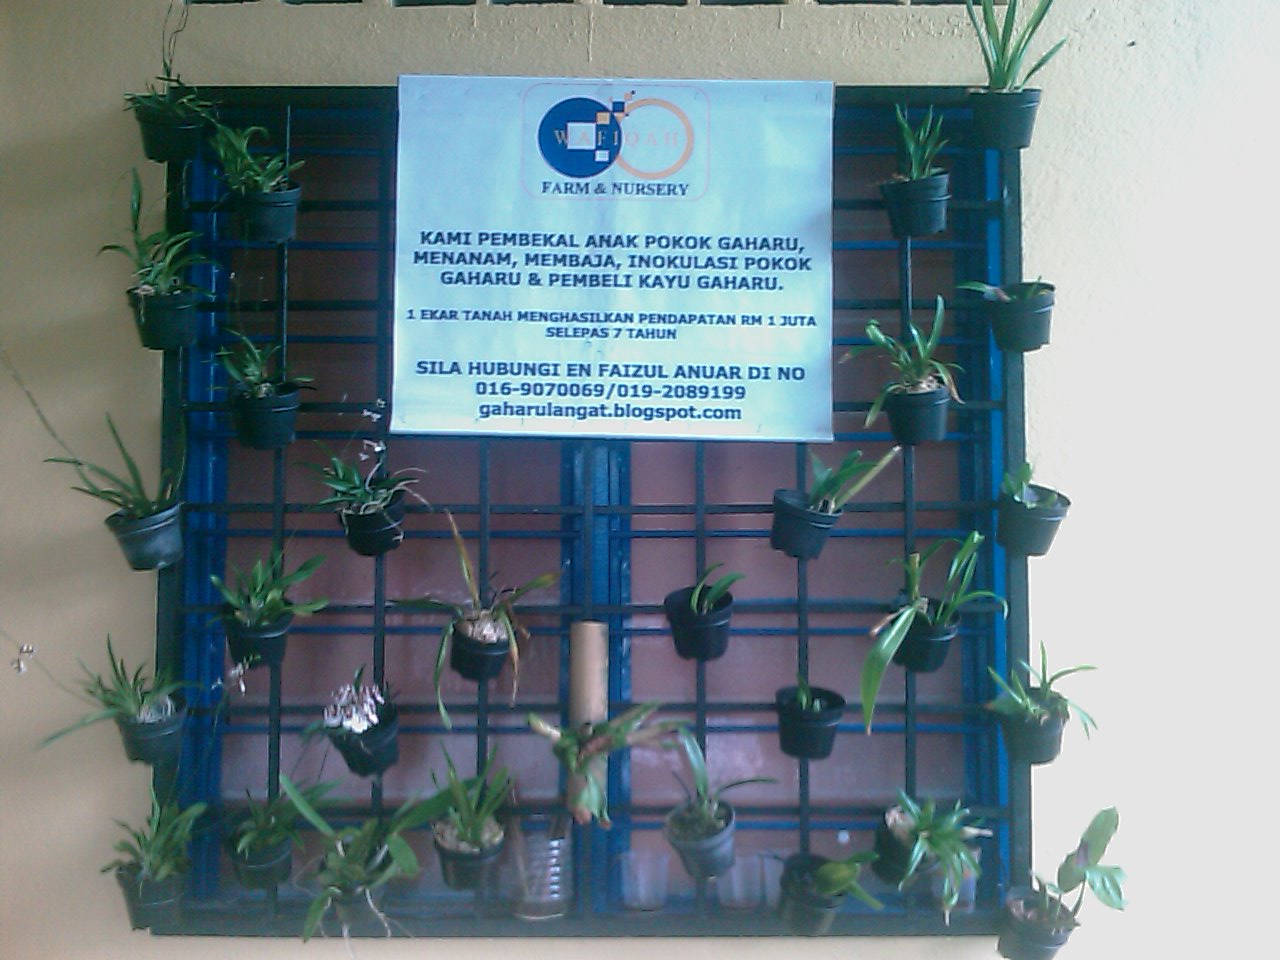 WAFIQAH
FARM & NURSERY
KAMI PEMBEKAL ANAK POKOK GAHARU,
MENANAM, MEMBAJA, INOKULASI POKOK
GAHARU & PEMBELI KAYU GAHARU.
1 EKAR TANAH MENGHASILKAN PENDAPATAN RM 1 JUTA
SELEPAS 7 TAHUN
SILA HUBUNGI EN FAIZUL ANUAR DI NO
016-9070069/019-2089199
gaharulangat.blogspot.com